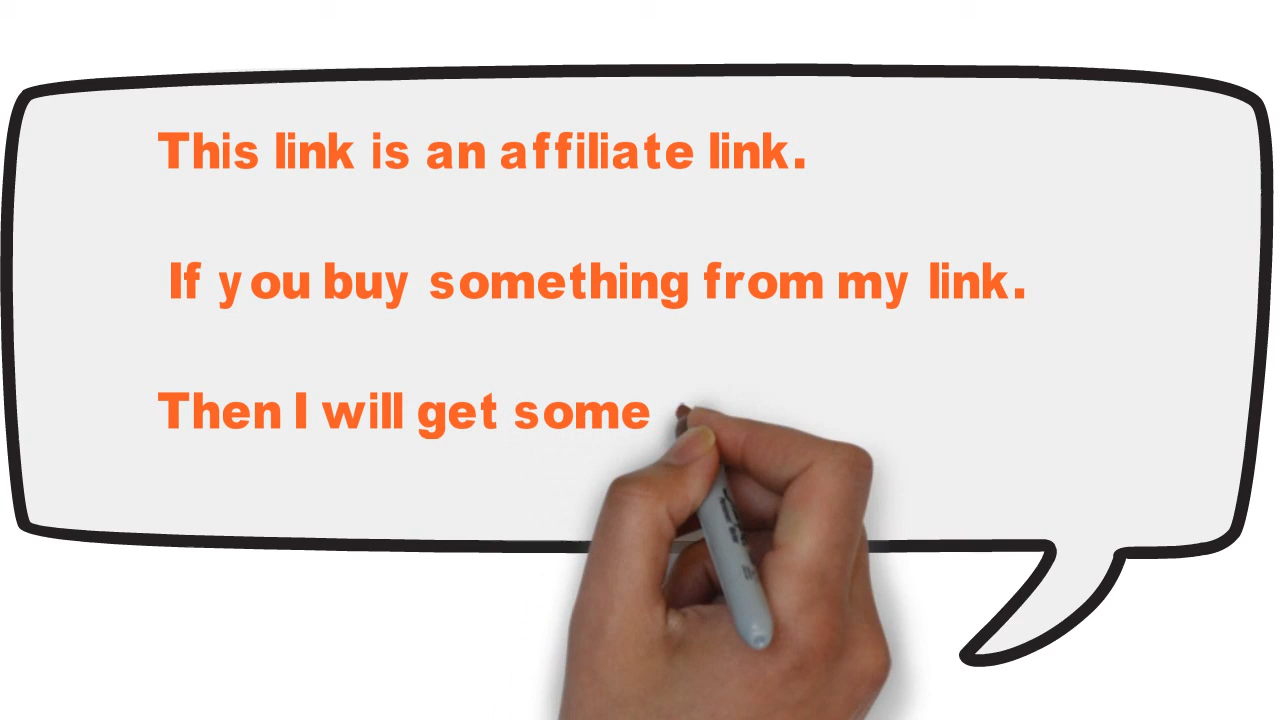 This link is an affiliate link.
If you buy something from my link.
Then I will get some